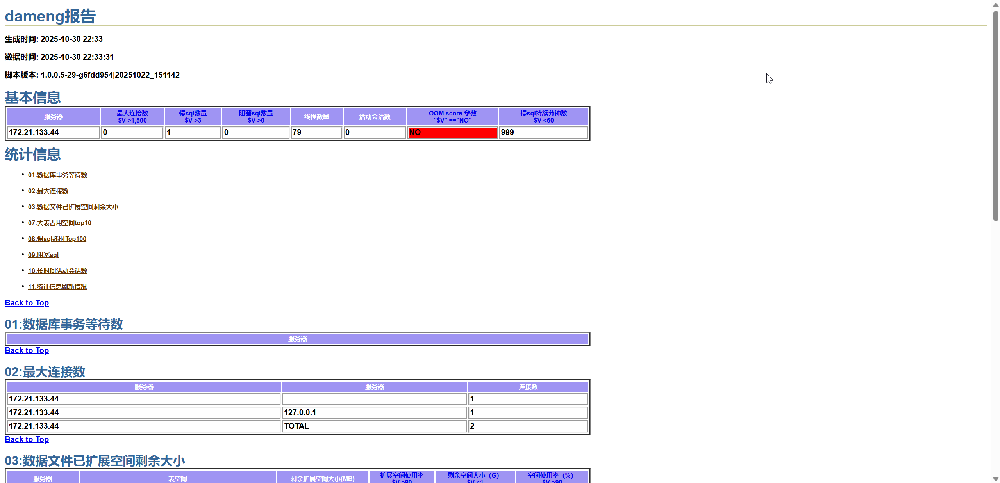 dameng报告
生成时间: 2025-10-30 22:33
数据时间: 2025-10-30 22:33:31
脚本版本: 1.0.0.5-29-g6fdd954|20251022_151142
基本信息
服务器 最大连接数 $V >1,500 慢sql数量 $V >3 阻塞sql数量 $V >0 线程数量 活动会话数 OOM score 参数 "$V" =="NO" 慢sql持续分钟数 $V <60
172.21.133.44 0 1 0 79 0 NO 999
统计信息
01:数据库事务等待数
02:最大连接数
03:数据文件已扩展空间剩余大小
07:大表占用空间top10
08:慢sql耗时Top100
09:阻塞sql
10:长时间活动会话数
11:统计信息刷新情况
Back to Top
01:数据库事务等待数
服务器
Back to Top
02:最大连接数
服务器 服务器 连接数
172.21.133.44 1
172.21.133.44 127.0.0.1 1
172.21.133.44 TOTAL 2
Back to Top
03:数据文件已扩展空间剩余大小
服务器 表空间 剩余扩展空间大小(MB) 扩展空间使用率 $V >90 剩余空间大小（G） $V <1 空间使用率（%） $V >90